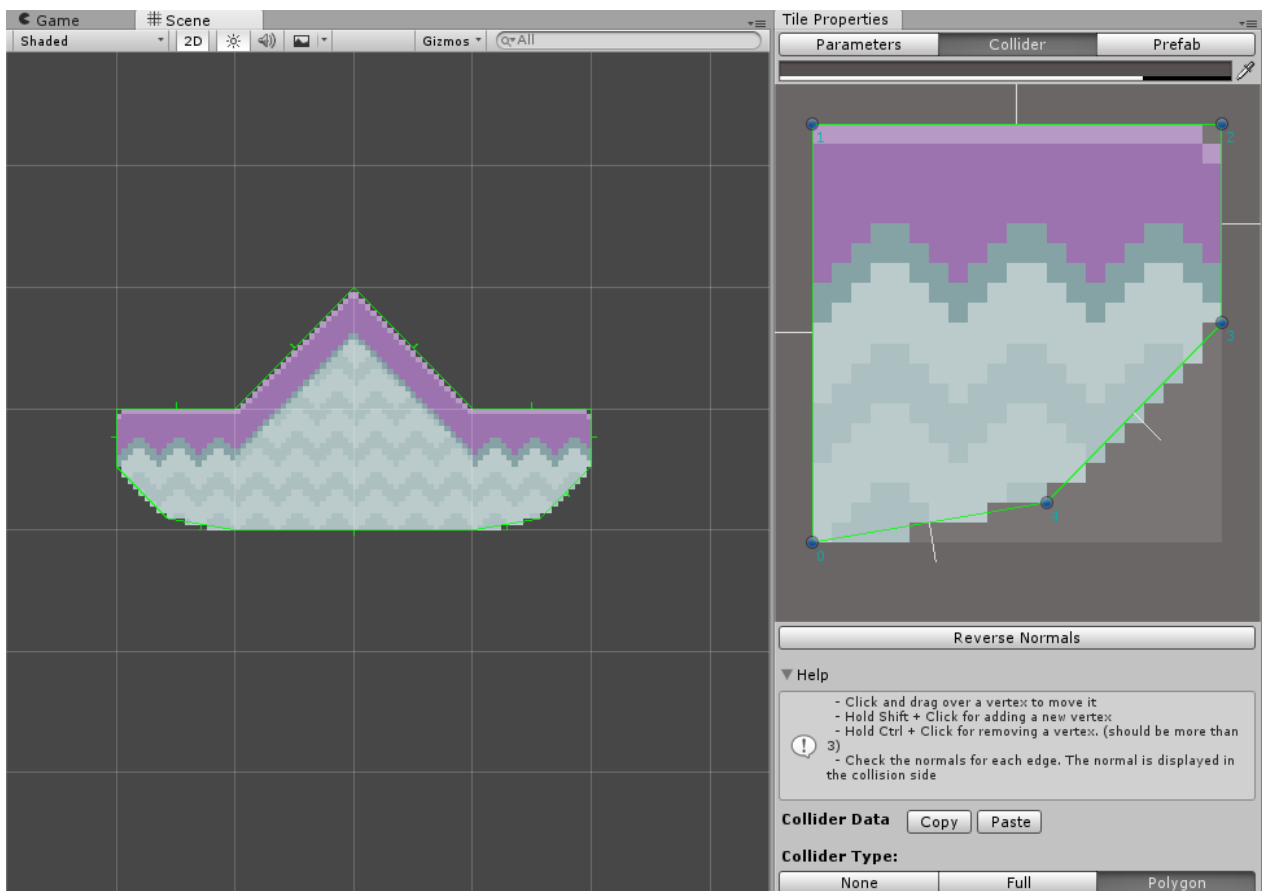 Game
Scene
Tile Properties
Shaded
2D
Gizmos
All
Parameters
Collider
Prefab
1
2
3
4
0
Reverse Normals
Help
- Click and drag over a vertex to move it
- Hold Shift + Click for adding a new vertex
- Hold Ctrl + Click for removing a vertex. (should be more than
3)
- Check the normals for each edge. The normal is displayed in
the collision side
Collider Data
Copy
Paste
Collider Type:
None
Full
Polygon